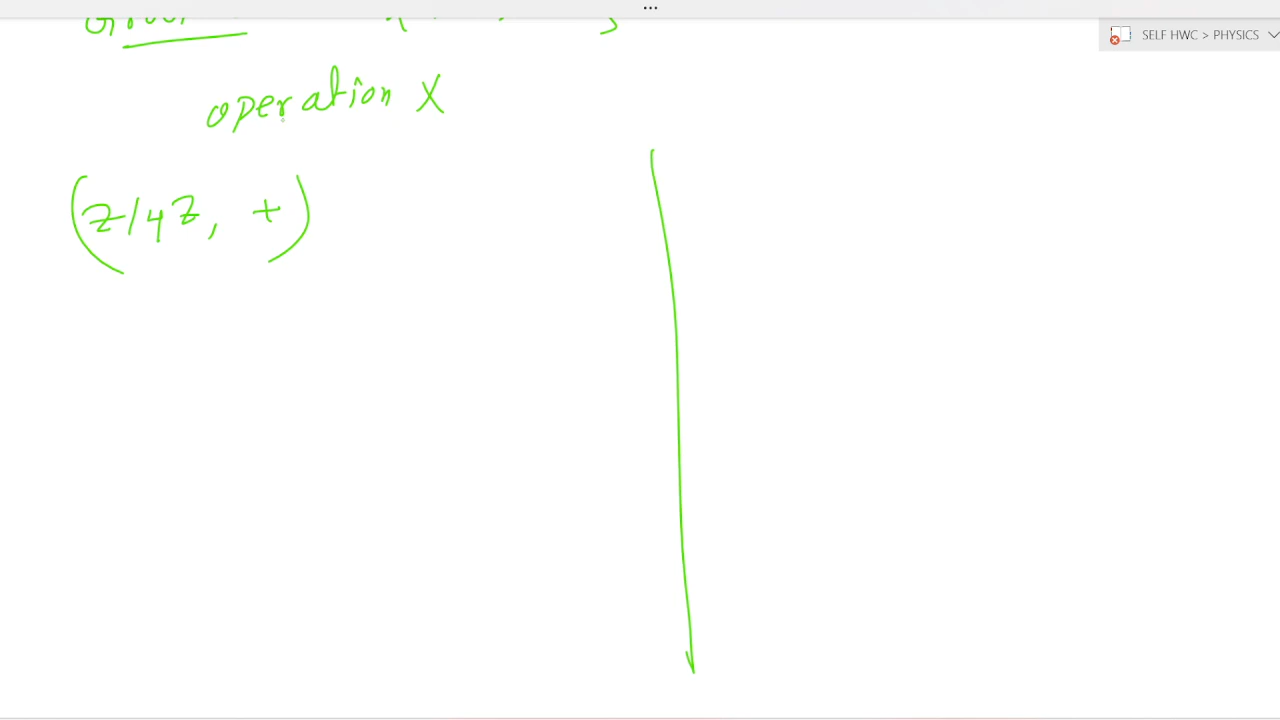 SELF HWC > PHYSICS
operation X
(Z/4Z, +)